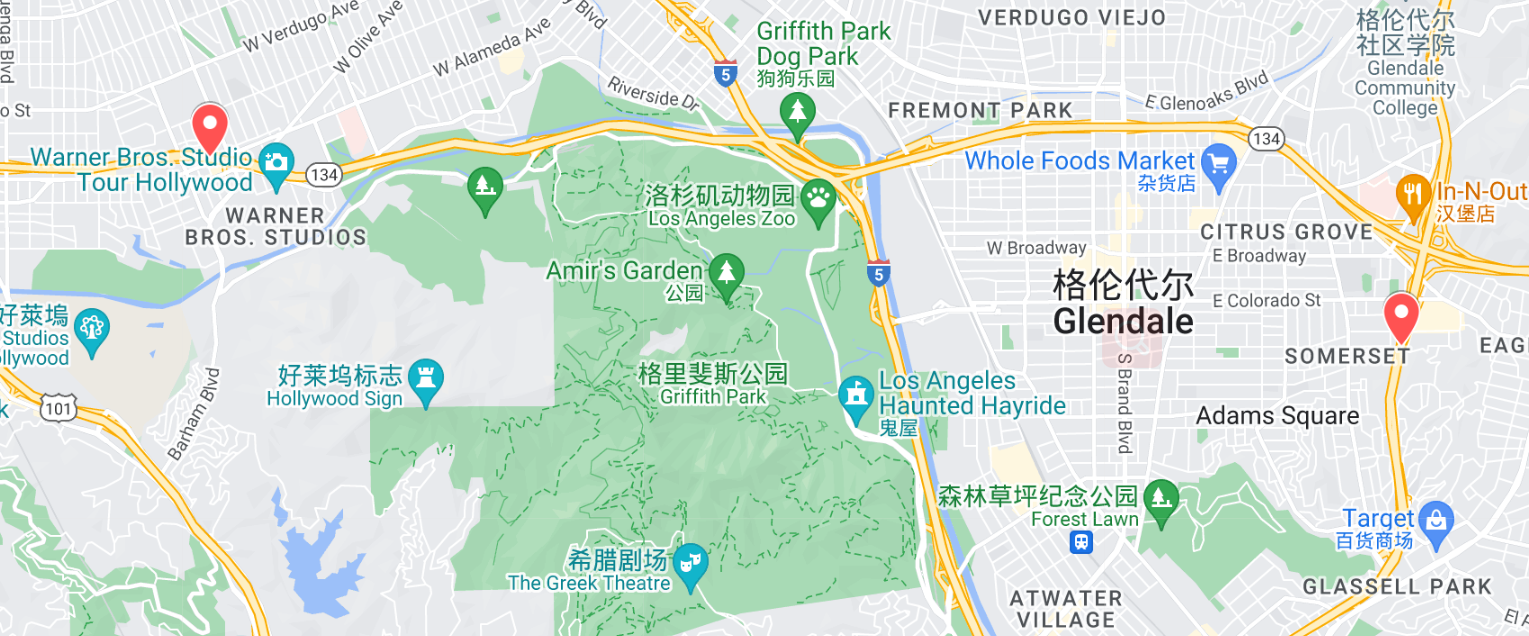 W Verdugo Ave
W Olive Ave
W Alameda Ave
Riverside Dr
Griffith Park
Dog Park
狗狗乐园
VERDUGO VIEJO
格伦代尔
社区学院
Glendale
Community
College
5
FREMONT PARK
E Glenoaks Blvd
134
Whole Foods Market
杂货店
In-N-Out
汉堡店
Warner Bros. Studio
Tour Hollywood
134
WARNER
BROS. STUDIOS
洛杉矶动物园
Los Angeles Zoo
Amir's Garden
公园
5
W Broadway
CITRUS GROVE
E Broadway
格伦代尔
Glendale
E Colorado St
SOMERSET
S Brand Blvd
好萊塢
Studios
好莱坞标志
Hollywood Sign
格里斐斯公园
Griffith Park
Los Angeles
Haunted Hayride
鬼屋
Adams Square
101
Barham Blvd
森林草坪纪念公园
Forest Lawn
Target
百货商场
希腊剧场
The Greek Theatre
ATWATER
VILLAGE
GLASSELL PARK